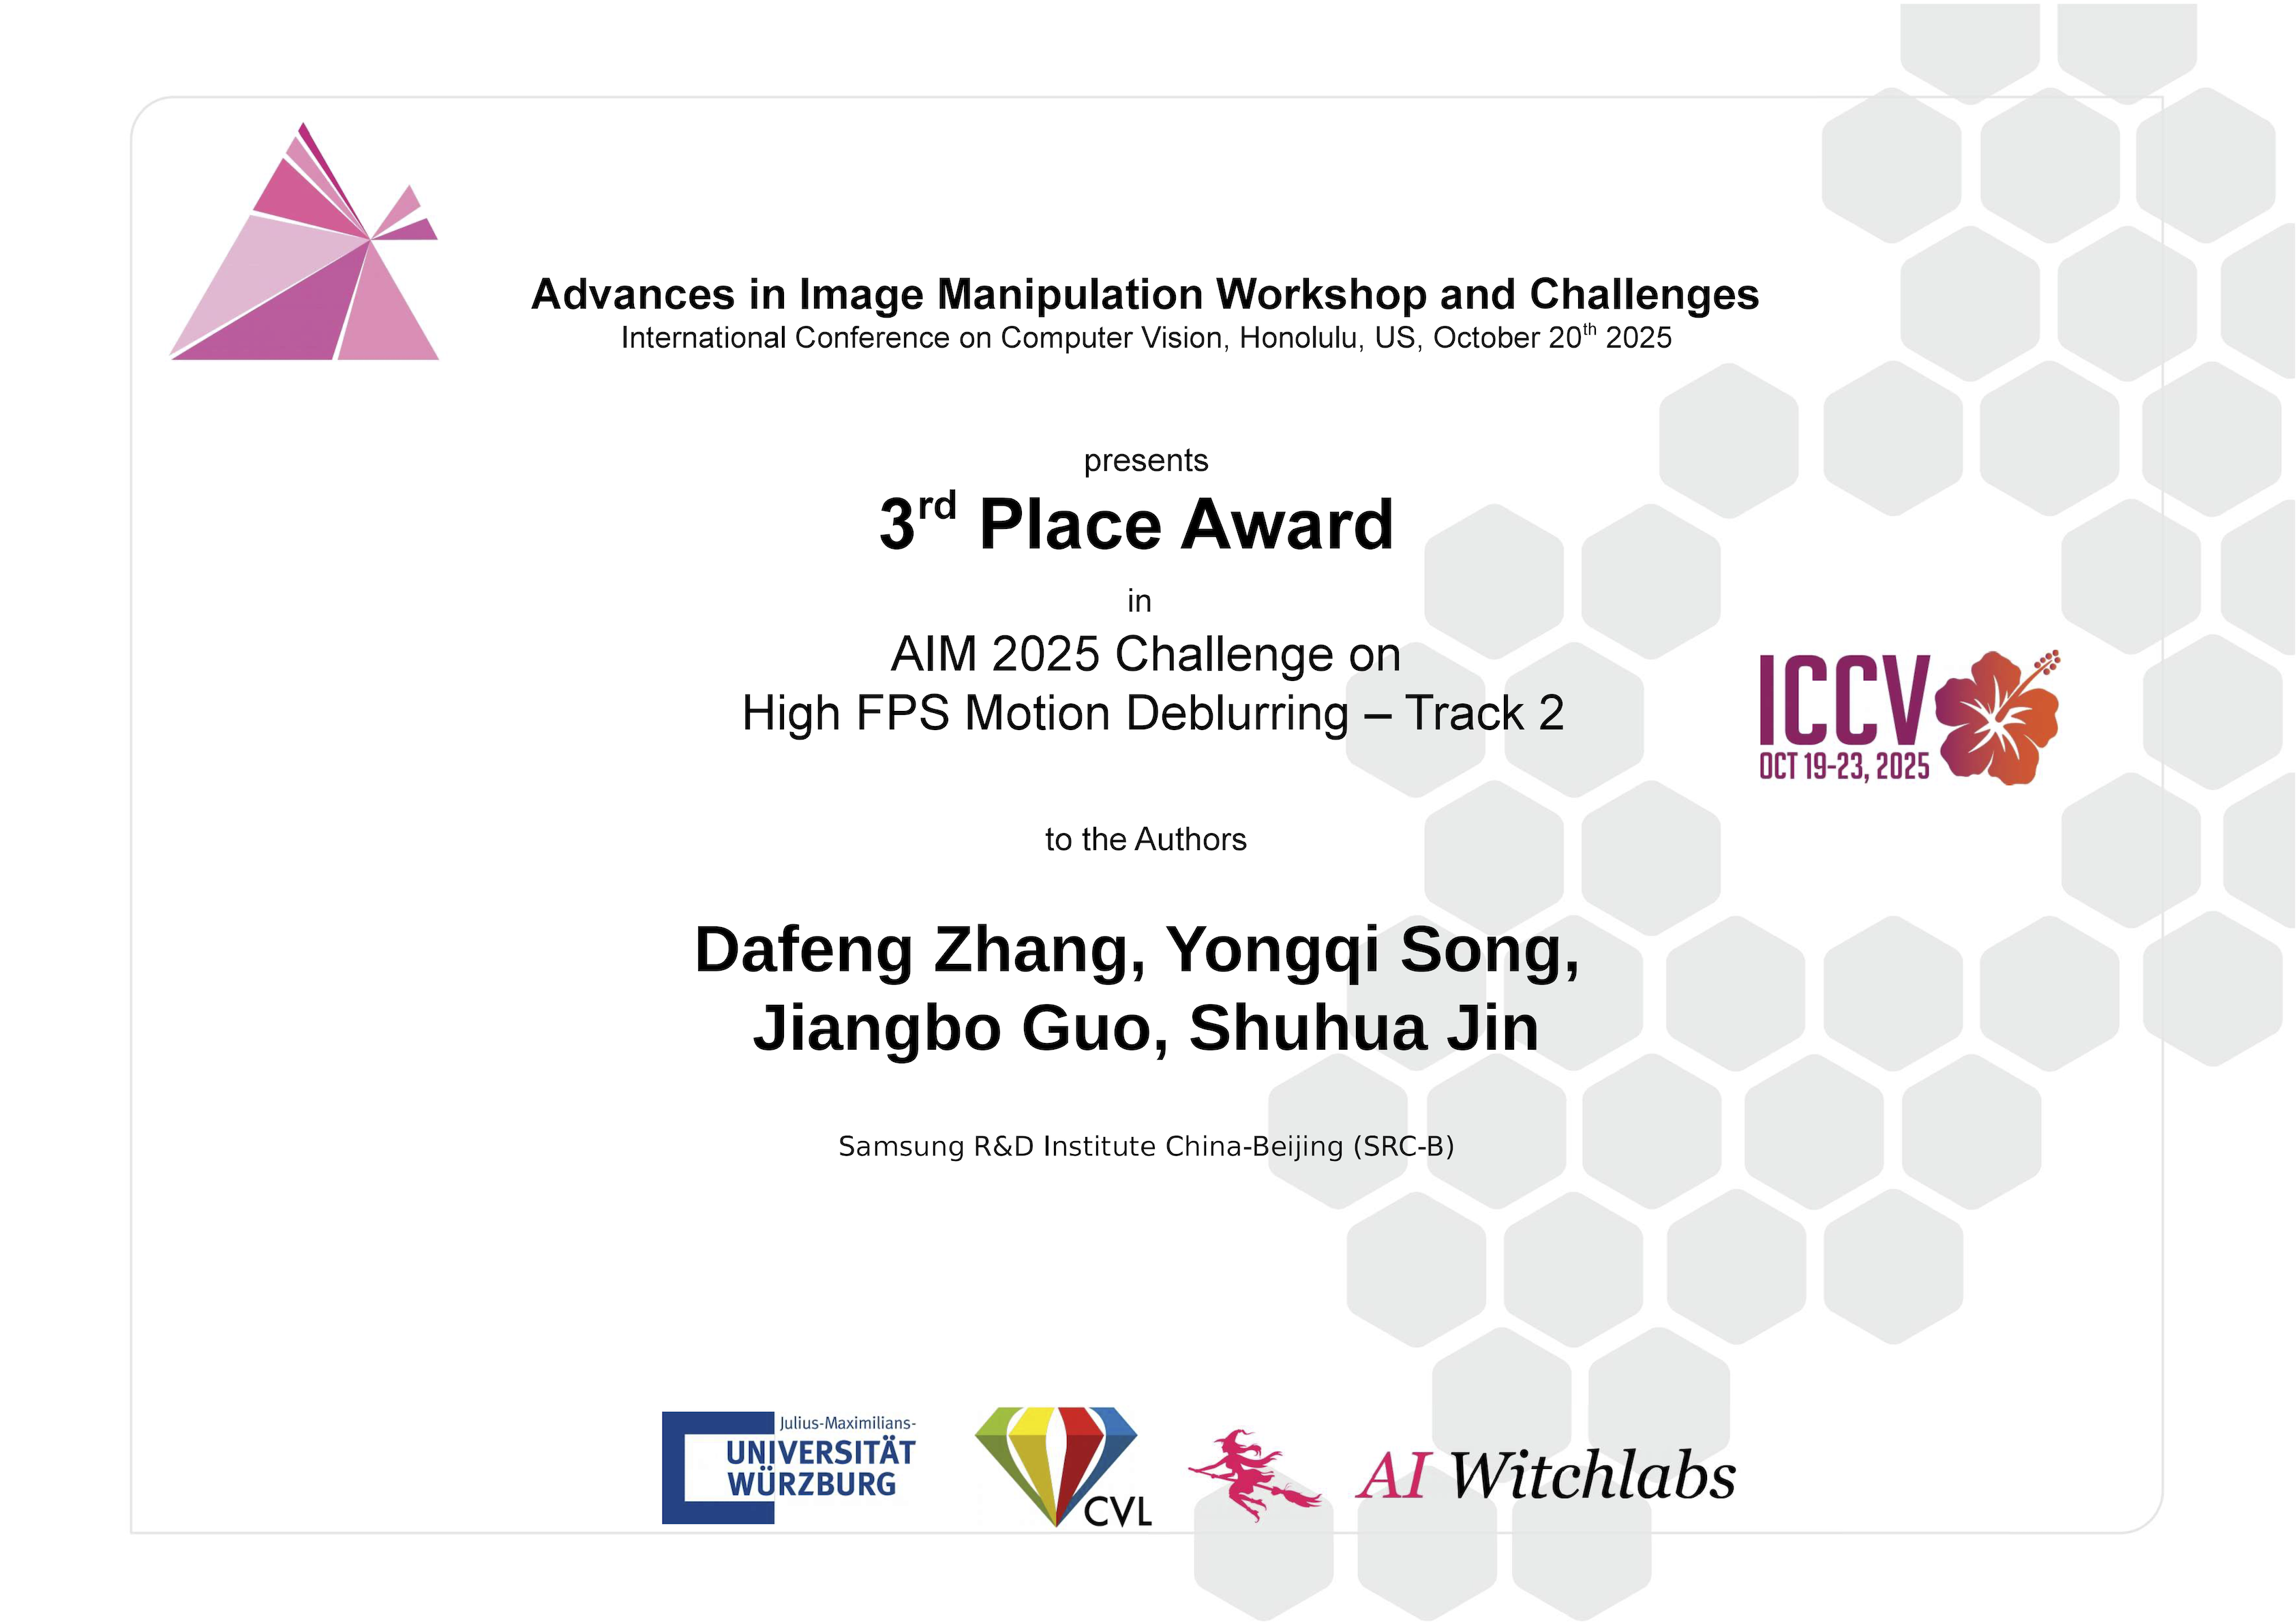 Advances in Image Manipulation Workshop and Challenges
International Conference on Computer Vision, Honolulu, US, October 20th 2025
presents
3rd Place Award
in
AIM 2025 Challenge on
High FPS Motion Deblurring – Track 2
ICCV
OCT 19-23, 2025
to the Authors
Dafeng Zhang, Yongqi Song,
Jiangbo Guo, Shuhua Jin
Samsung R&D Institute China-Beijing (SRC-B)
Julius-Maximilians-
UNIVERSITÄT
WÜRZBURG
CVL
AI Witchlabs